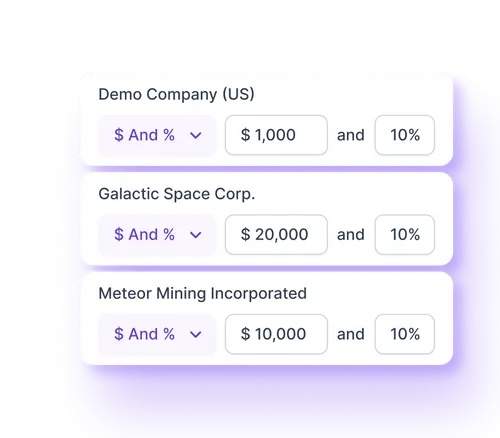 Demo Company (US)
$ And % $ 1,000 and 10%
Galactic Space Corp.
$ And % $ 20,000 and 10%
Meteor Mining Incorporated
$ And % $ 10,000 and 10%